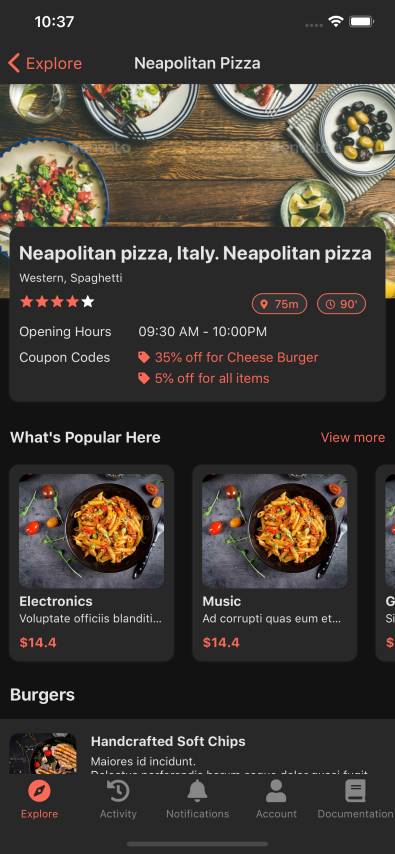 10:37
Explore
Neapolitan Pizza
Neapolitan pizza, Italy. Neapolitan pizza
Western, Spaghetti
75m
90'
Opening Hours 09:30 AM - 10:00PM
Coupon Codes 35% off for Cheese Burger
5% off for all items
What's Popular Here View more
Electronics
Voluptate officiis blanditi...
$14.4
Music
Ad corrupti quas eum et...
$14.4
G
Si
$
Burgers
Handcrafted Soft Chips
Maiores id incidunt.
Explore
Activity
Notifications
Account
Documentation